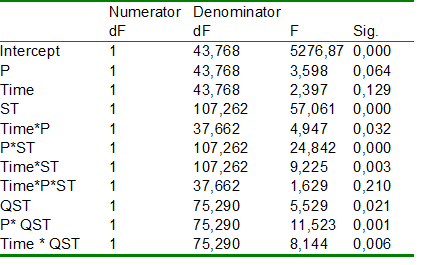 Numerator Denominator
dF dF F Sig.
Intercept 1 43,768 5276,87 0,000
P 1 43,768 3,598 0,064
Time 1 43,768 2,397 0,129
ST 1 107,262 57,061 0,000
Time*P 1 37,662 4,947 0,032
P*ST 1 107,262 24,842 0,000
Time*ST 1 107,262 9,225 0,003
Time*P*ST 1 37,662 1,629 0,210
QST 1 75,290 5,529 0,021
P* QST 1 75,290 11,523 0,001
Time * QST 1 75,290 8,144 0,006